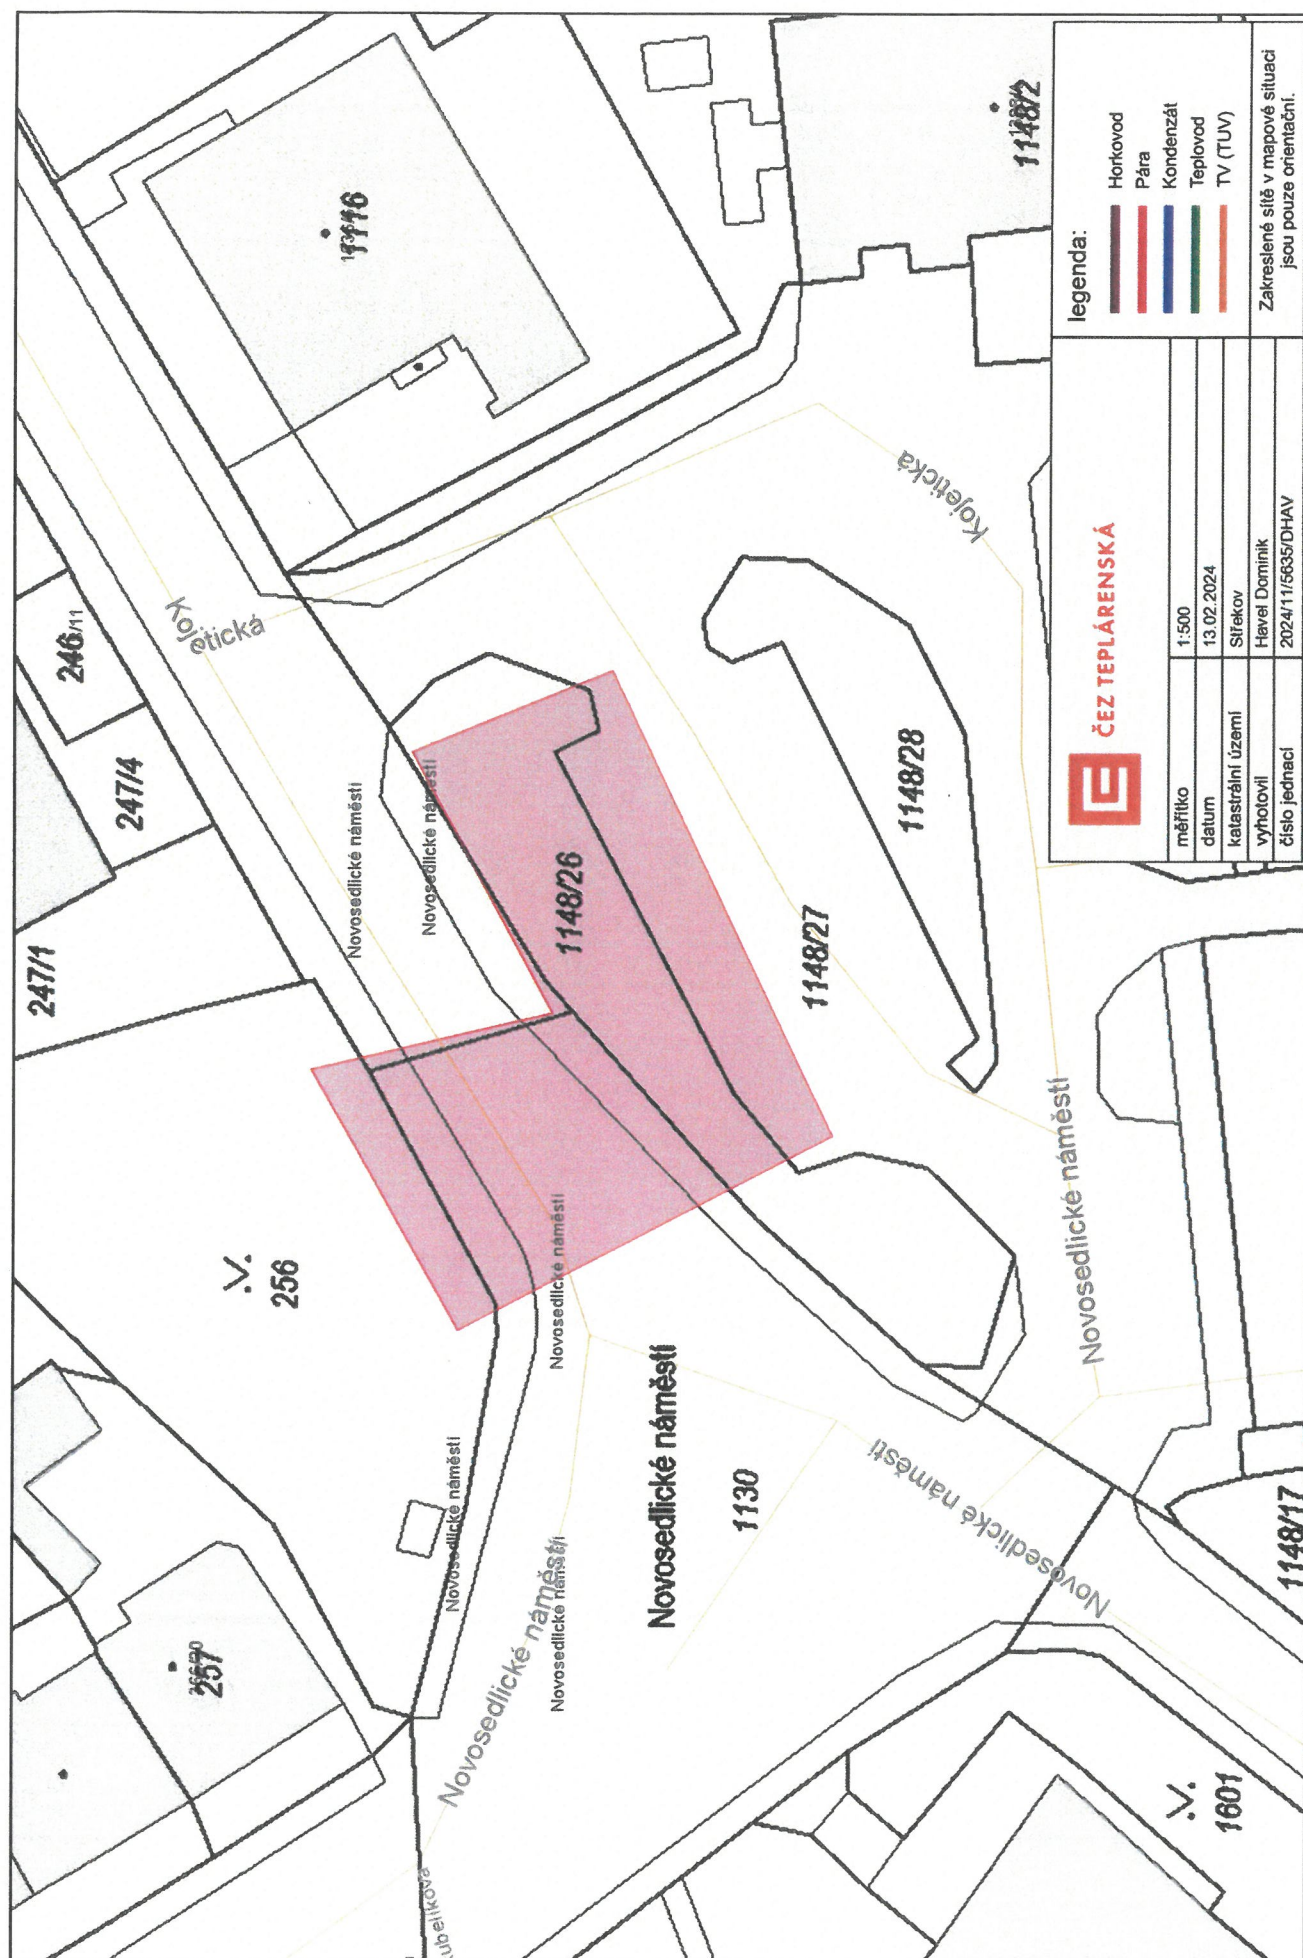 247/1
247/4
246
Kojetická
1116
Novosedlické náměstí
Novosedlické náměstí
1148/26
256
257
Novosedlické náměstí
Novosedlické náměstí
Novosedlické náměstí
Novosedlické náměstí
Novosedlické náměstí
1130
1148/27
1148/28
Kojetická
1148/2
Novosedlické náměstí
Novosedlické náměstí
1148/17
1601
ČEZ TEPLÁRENSKÁ
měřítko 1:500
datum 13.02.2024
katastrální území Střekov
vyhotovil Havel Dominik
číslo jednací 2024/11/5635/DHAV
legenda:
Horkovod
Pára
Kondenzát
Teplovod
TV (TUV)
Zakreslené sítě v mapové situaci
jsou pouze orientační.